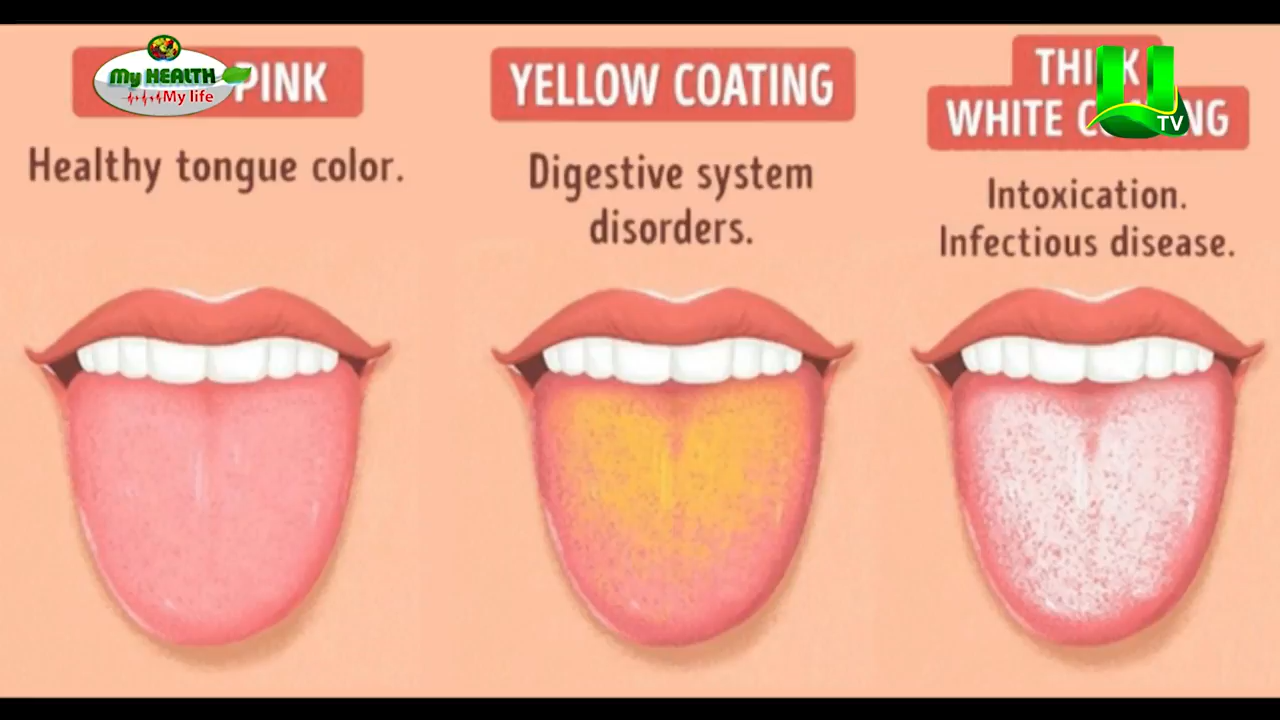 My HEALTH
My life
PINK
Healthy tongue color.
YELLOW COATING
Digestive system
disorders.
U
TV
WHITE
Intoxication.
Infectious disease.